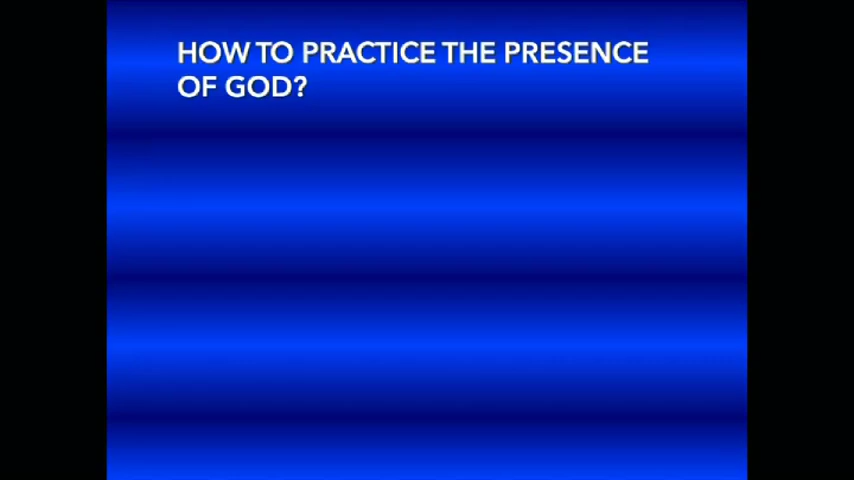 HOW TO PRACTICE THE PRESENCE
OF GOD?